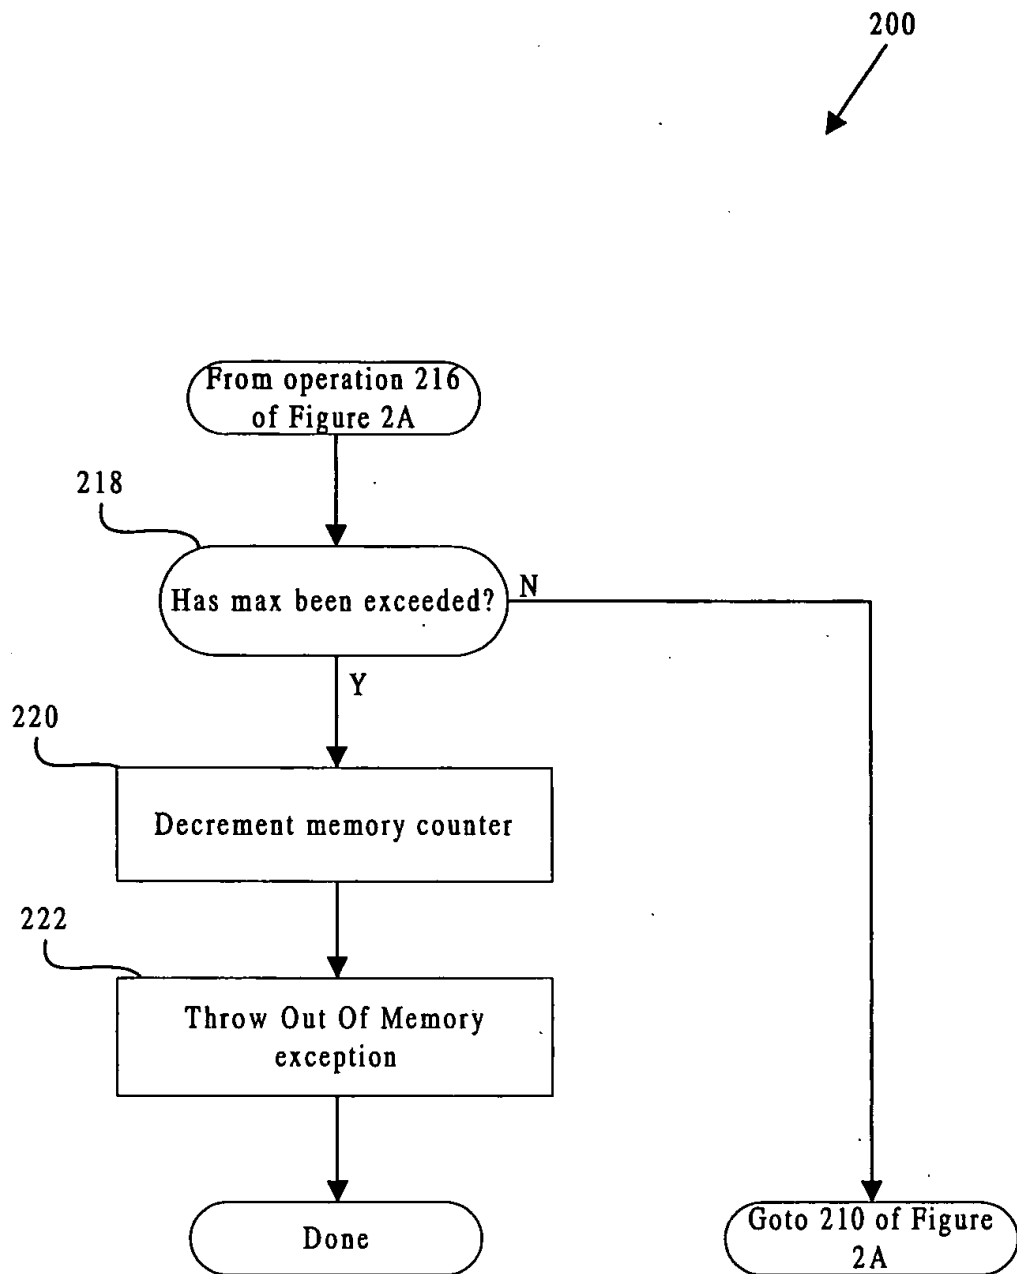 200
From operation 216
of Figure 2A
218
Has max been exceeded?
N
Y
220
Decrement memory counter
222
Throw Out Of Memory
exception
Done
Goto 210 of Figure
2A